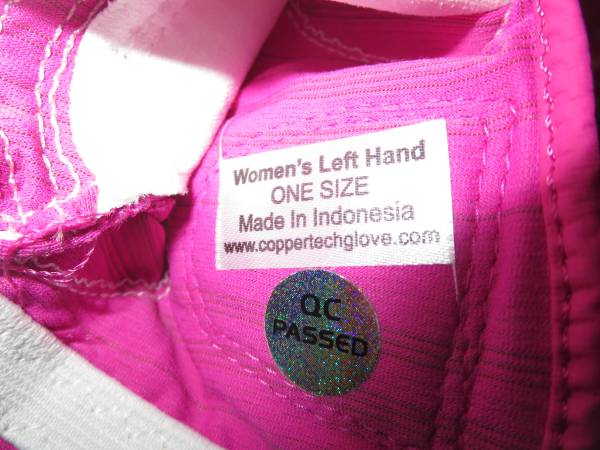 Women's Left Hand
ONE SIZE
Made In Indonesia
www.coppertechglove.com
QC
PASSED